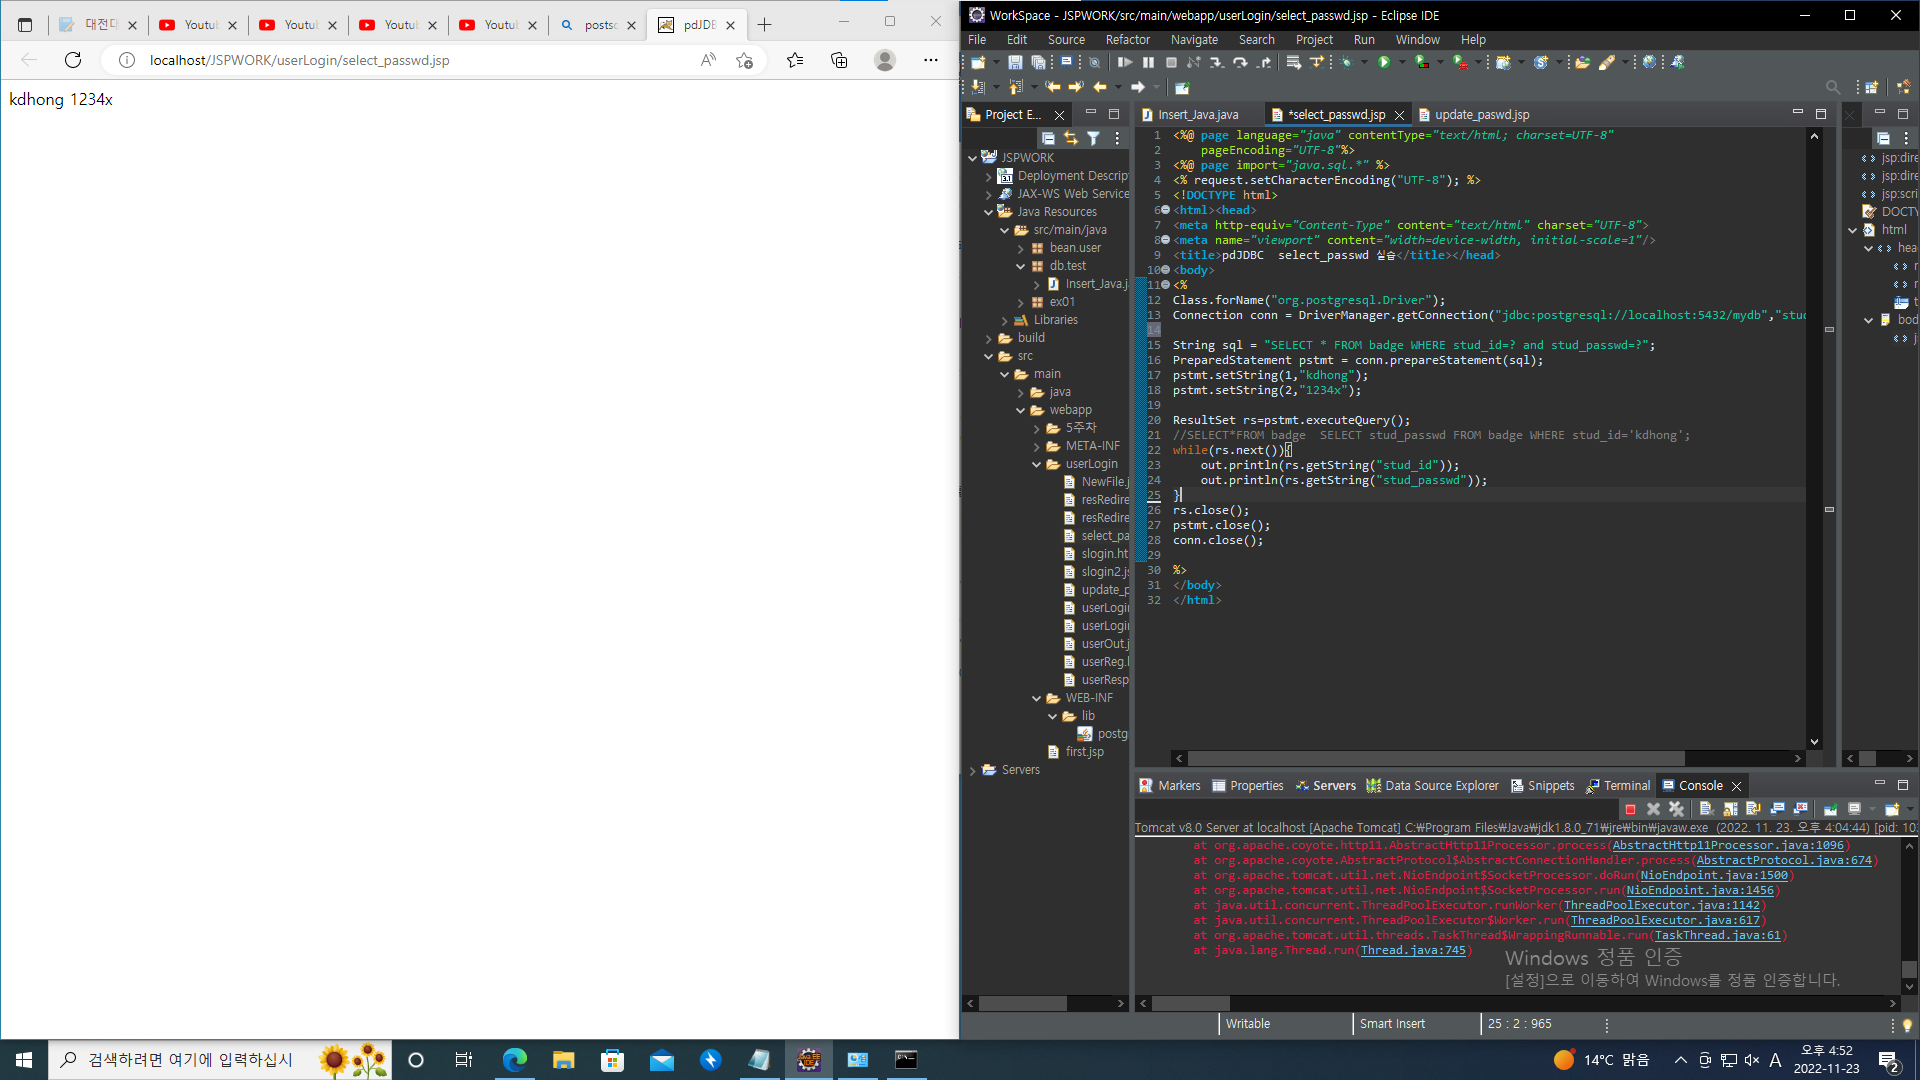 대전대
Youtu
Youtul
Youtul
Youtul
postsc
pdJDB
localhost/JSPWORK/userLogin/select_passwd.jsp
kdhong 1234x
WorkSpace - JSPWORK/src/main/webapp/userLogin/select_passwd.jsp - Eclipse IDE
File Edit Source Refactor Navigate Search Project Run Window Help
Project E...
JSPWORK
Deployment Descrip
JAX-WS Web Service
Java Resources
src/main/java
bean.user
db.test
Insert_Java.j
ex01
Libraries
build
src
main
java
webapp
5주차
META-INF
userLogin
NewFile.j
resRedire
resRedire
select_pa
slogin.ht
slogin2.js
update_p
userLogin
userLogin
userOut.j
userReg.l
userResp
WEB-INF
lib
postg
first.jsp
Servers
Insert_Java.java *select_passwd.jsp update_paswd.jsp
1 <%@ page language="java" contentType="text/html; charset=UTF-8"
2 pageEncoding="UTF-8"%>
3 <%@ page import="java.sql.*" %>
4 <% request.setCharacterEncoding("UTF-8"); %>
5 <!DOCTYPE html>
6 <html><head>
7 <meta http-equiv="Content-Type" content="text/html" charset="UTF-8">
8 <meta name="viewport" content="width=device-width, initial-scale=1"/>
9 <title>pdJDBC  select_passwd 실습</title></head>
10 <body>
11 <%
12 Class.forName("org.postgresql.Driver");
13 Connection conn = DriverManager.getConnection("jdbc:postgresql://localhost:5432/mydb","stud
14
15 String sql = "SELECT * FROM badge WHERE stud_id=? and stud_passwd=?";
16 PreparedStatement pstmt = conn.prepareStatement(sql);
17 pstmt.setString(1,"kdhong");
18 pstmt.setString(2,"1234x");
19
20 ResultSet rs=pstmt.executeQuery();
21 //SELECT*FROM badge  SELECT stud_passwd FROM badge WHERE stud_id='kdhong';
22 while(rs.next()){
23 out.println(rs.getString("stud_id"));
24 out.println(rs.getString("stud_passwd"));
25 }
26 rs.close();
27 pstmt.close();
28 conn.close();
29
30 %>
31 </body>
32 </html>
jsp:dire
jsp:dire
jsp:scri
DOCTY
html
hea
bod
Markers Properties Servers Data Source Explorer Snippets Terminal Console
Tomcat v8.0 Server at localhost [Apache Tomcat] C:₩Program Files₩Java₩jdk1.8.0_71₩jre₩bin₩javaw.exe (2022. 11. 23. 오후 4:04:44) [pid: 103
at org.apache.coyote.http11.AbstractHttp11Processor.process(AbstractHttp11Processor.java:1096)
at org.apache.coyote.AbstractProtocol$AbstractConnectionHandler.process(AbstractProtocol.java:674)
at org.apache.tomcat.util.net.NioEndpoint$SocketProcessor.doRun(NioEndpoint.java:1500)
at org.apache.tomcat.util.net.NioEndpoint$SocketProcessor.run(NioEndpoint.java:1456)
at java.util.concurrent.ThreadPoolExecutor.runWorker(ThreadPoolExecutor.java:1142)
at java.util.concurrent.ThreadPoolExecutor$Worker.run(ThreadPoolExecutor.java:617)
at org.apache.tomcat.util.threads.TaskThread$WrappingRunnable.run(TaskThread.java:61)
at java.lang.Thread.run(Thread.java:745)
Windows 정품 인증
[설정]으로 이동하여 Windows를 정품 인증합니다.
Writable Smart Insert 25 : 2 : 965
검색하려면 여기에 입력하십시
14°C 맑음
A
오후 4:52
2022-11-23
2